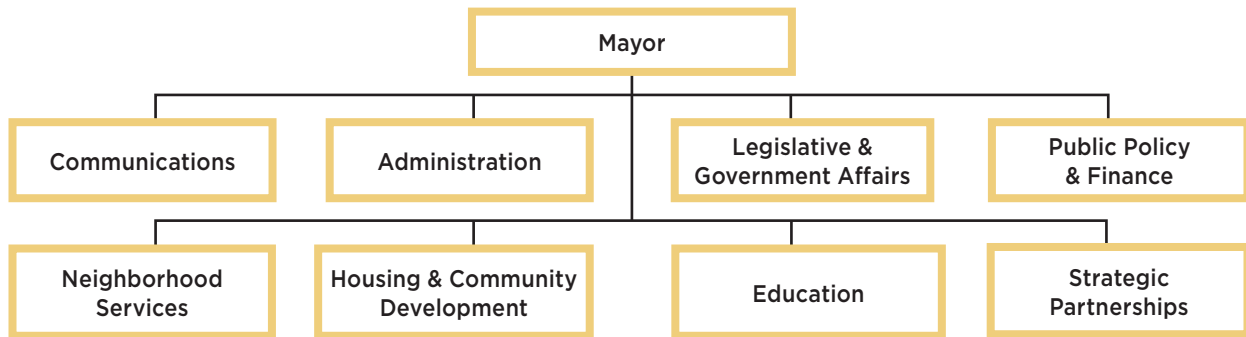 Mayor
Communications
Administration
Legislative &
Government Affairs
Public Policy
& Finance
Neighborhood
Services
Housing & Community
Development
Education
Strategic
Partnerships